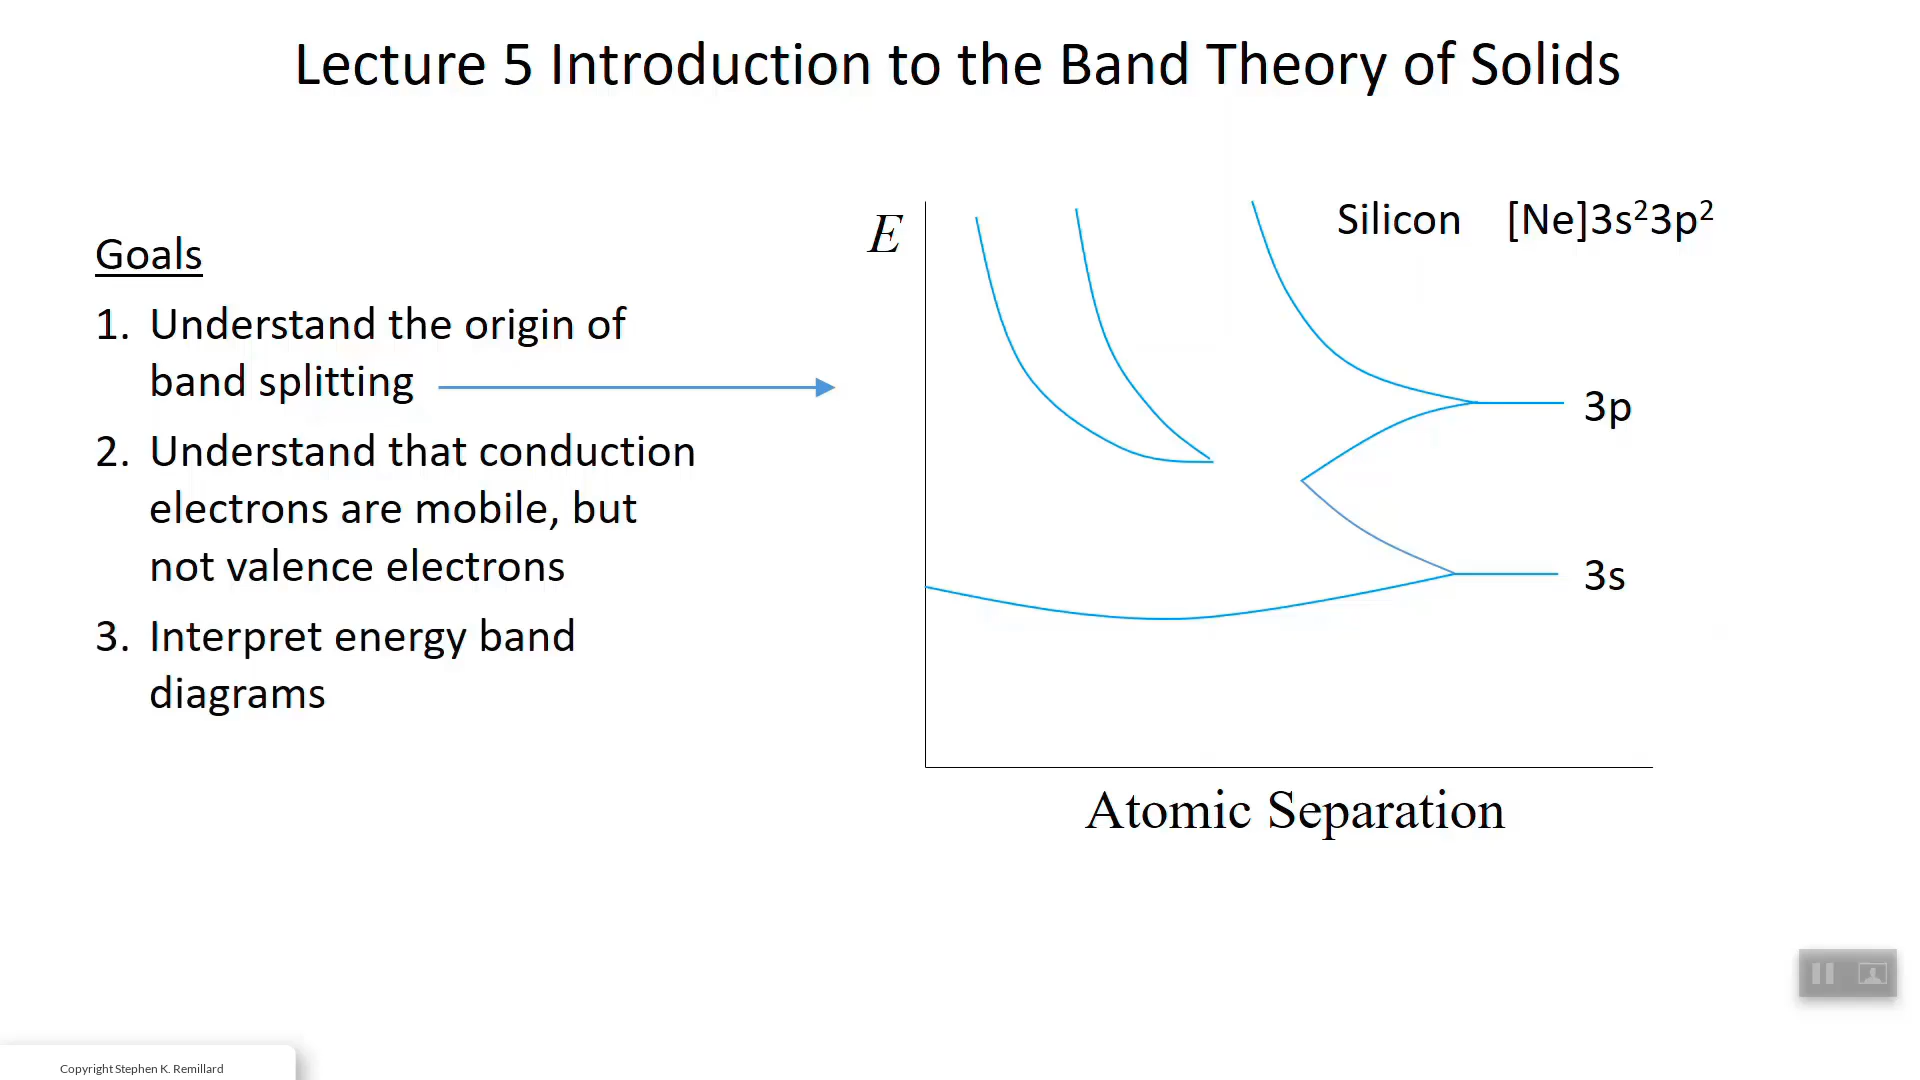 Lecture 5 Introduction to the Band Theory of Solids
Goals
1. Understand the origin of
band splitting
2. Understand that conduction
electrons are mobile, but
not valence electrons
3. Interpret energy band
diagrams
E
Silicon [Ne]3s²3p²
3p
3s
Atomic Separation
Copyright Stephen K. Remillard